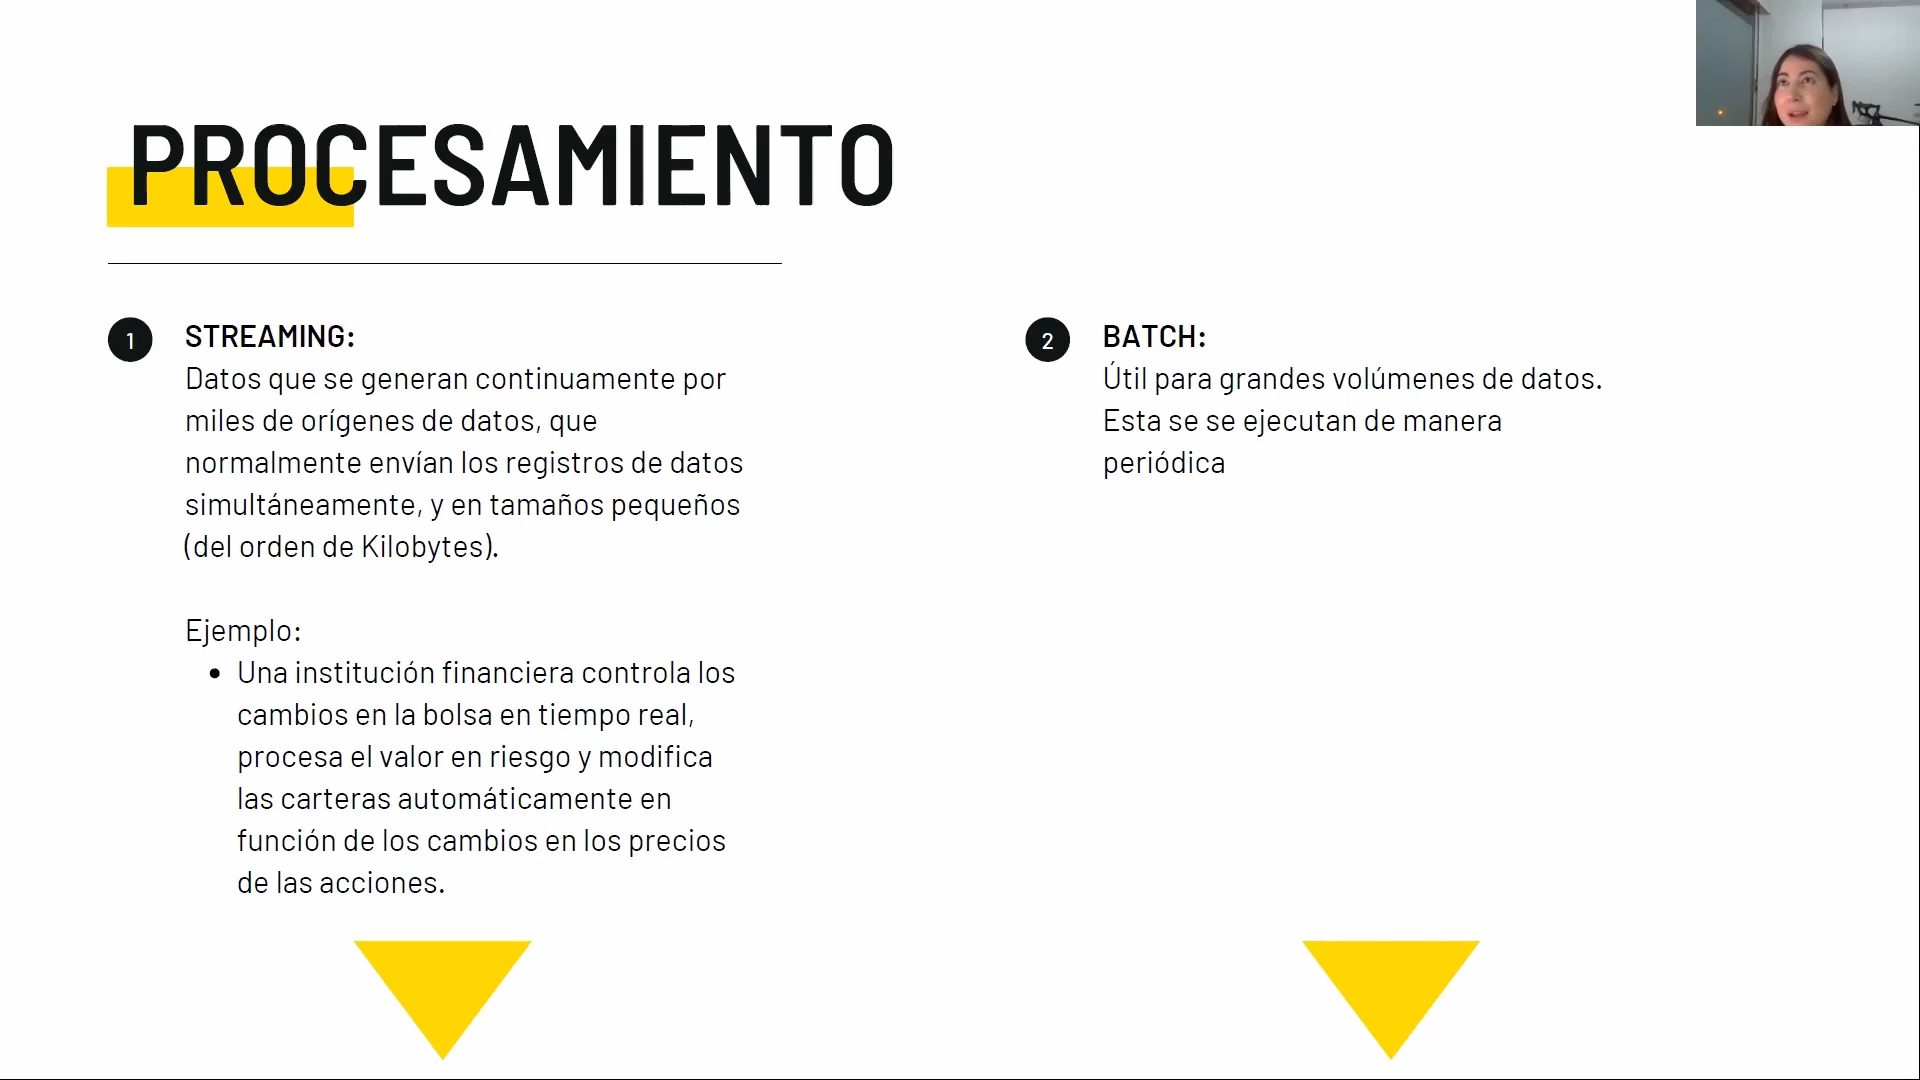 PROCESAMIENTO
1
STREAMING:
Datos que se generan continuamente por
miles de orígenes de datos, que
normalmente envían los registros de datos
simultáneamente, y en tamaños pequeños
(del orden de Kilobytes).
Ejemplo:
• Una institución financiera controla los
cambios en la bolsa en tiempo real,
procesa el valor en riesgo y modifica
las carteras automáticamente en
función de los cambios en los precios
de las acciones.
2
BATCH:
Útil para grandes volúmenes de datos.
Esta se se ejecutan de manera
periódica